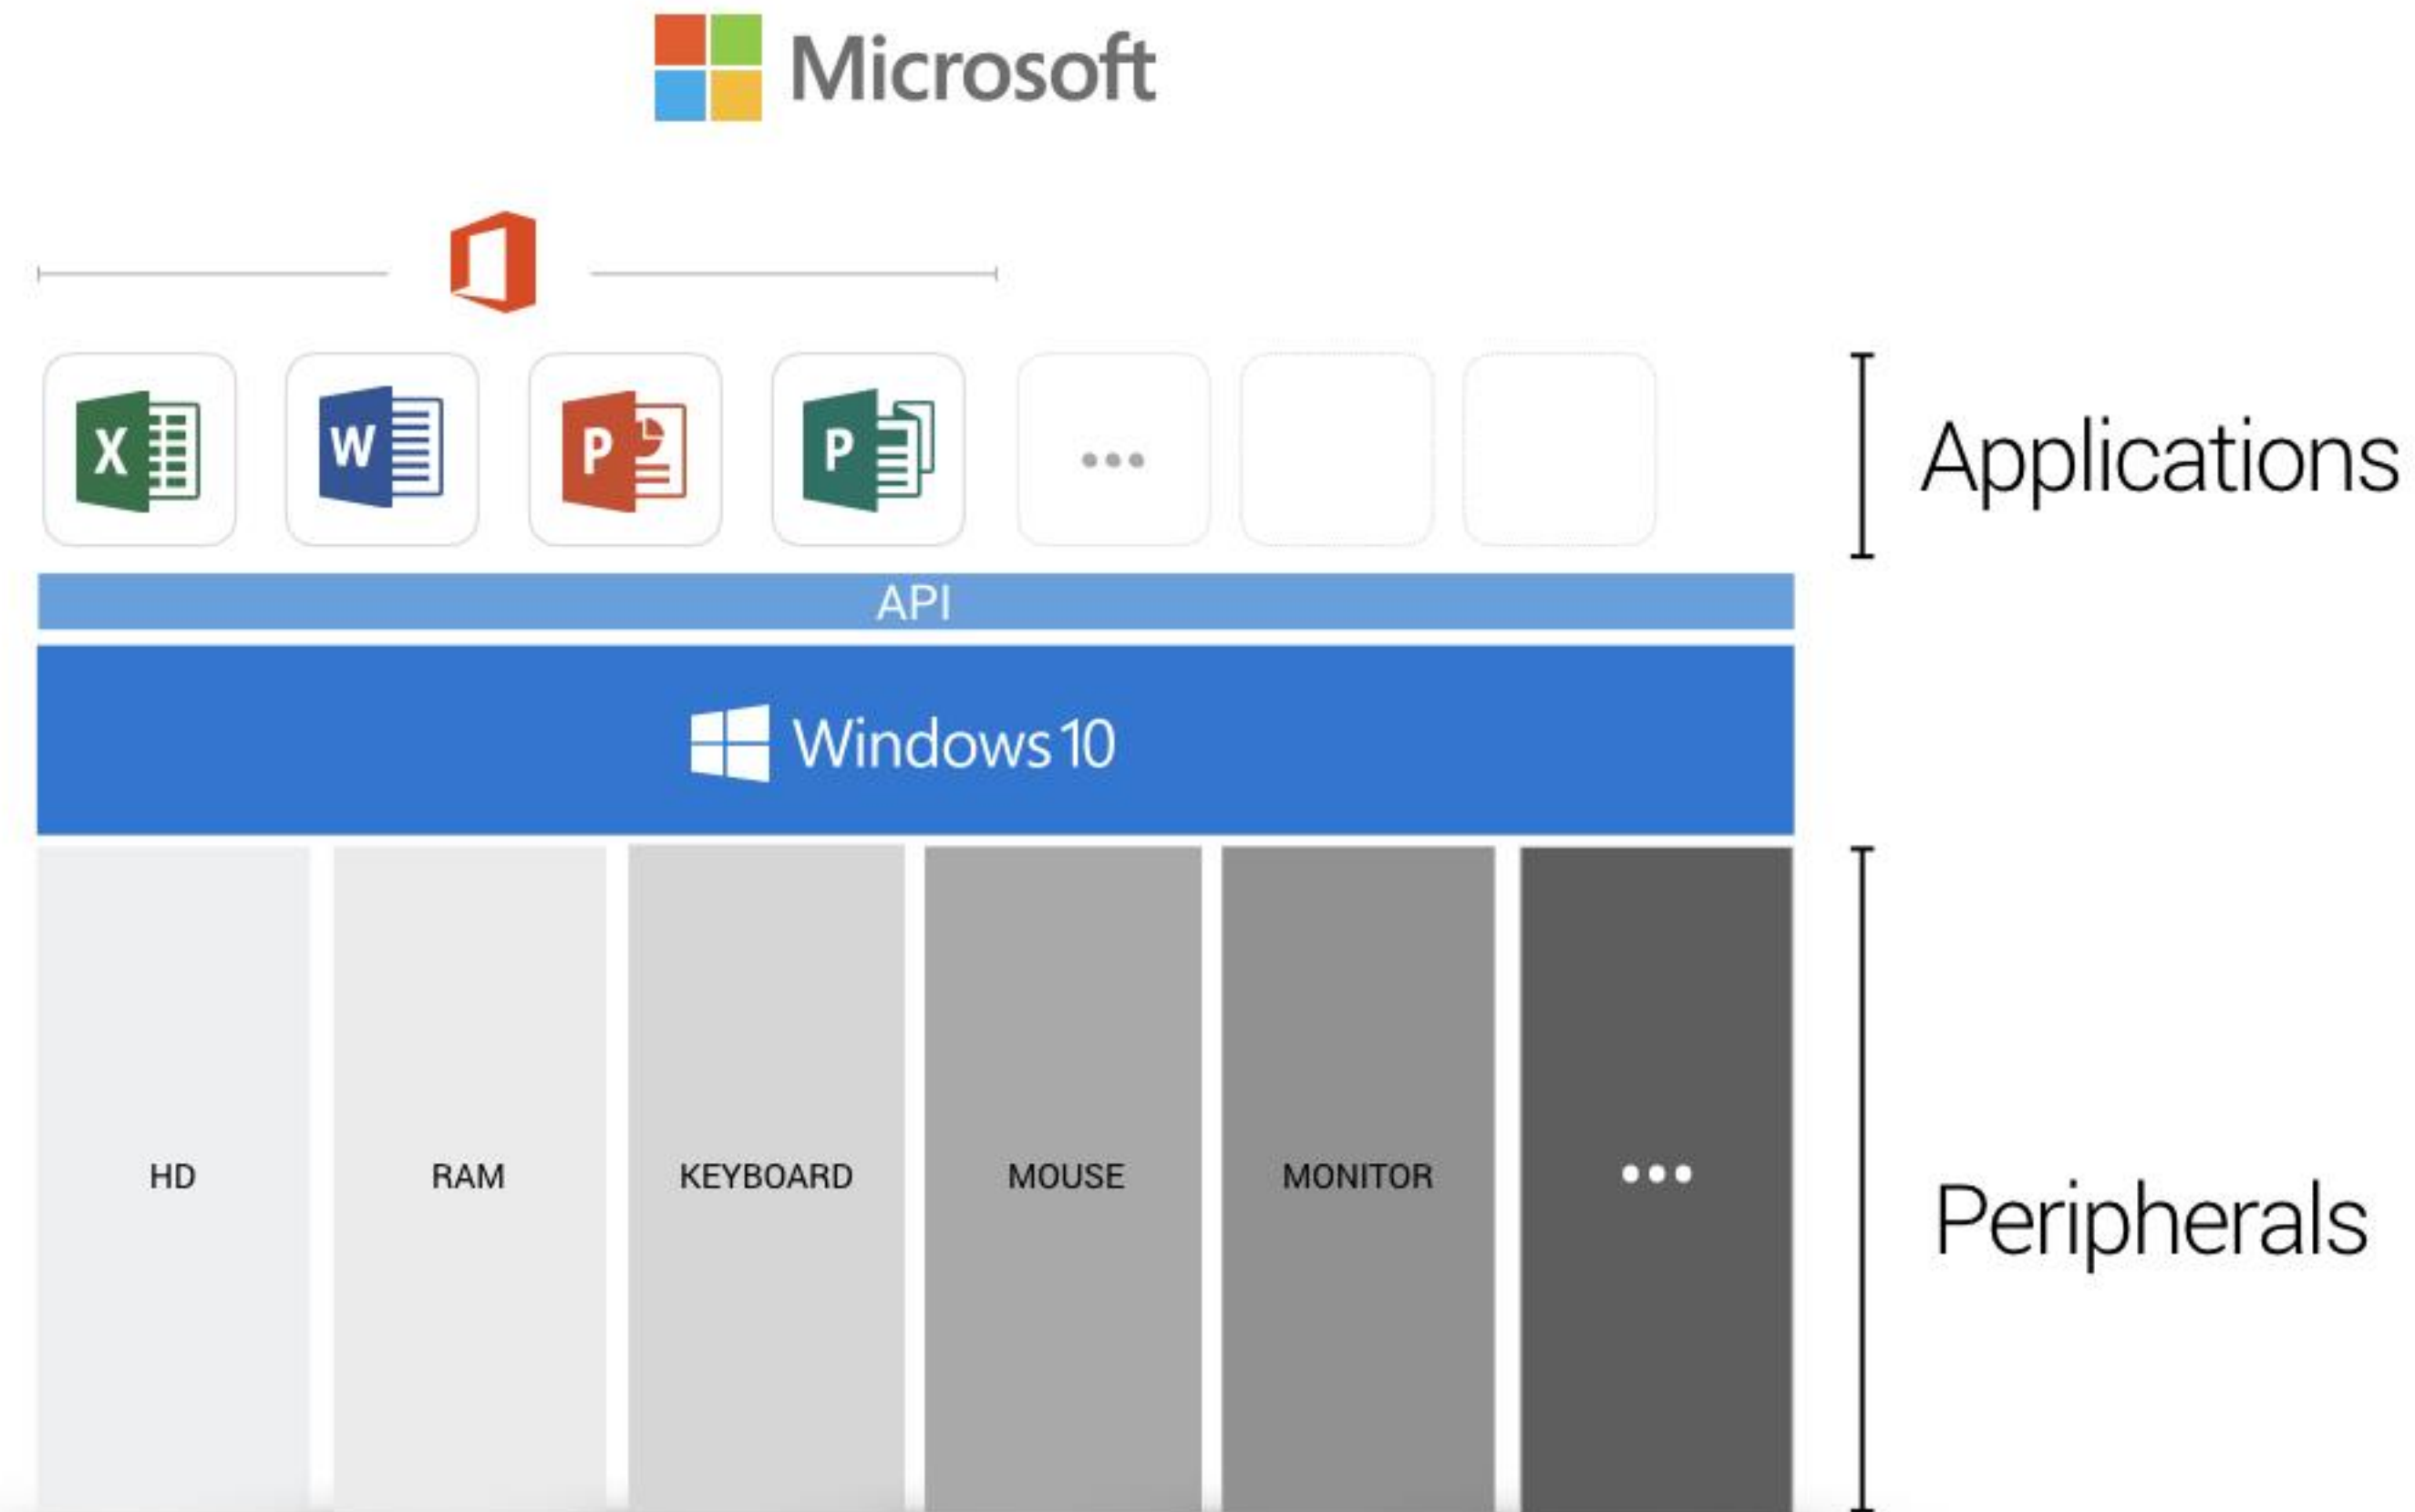 Microsoft
X
W
P
P
...
Applications
API
Windows 10
HD
RAM
KEYBOARD
MOUSE
MONITOR
...
Peripherals